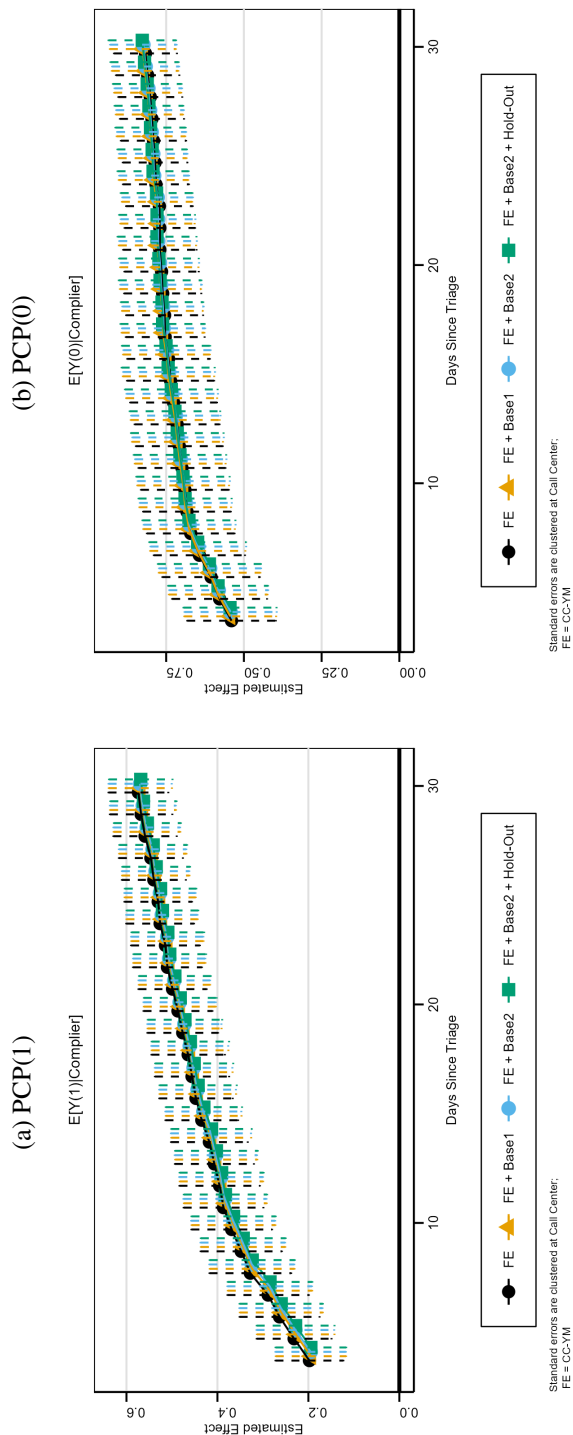 (a) PCP(1)
E[Y(1)|Complier]
Estimated Effect
0.6
0.4
0.2
0.0
10
20
30
Days Since Triage
FE
FE + Base1
FE + Base2
FE + Base2 + Hold-Out
Standard errors are clustered at Call Center;
FE = CC-YM
(b) PCP(0)
E[Y(0)|Complier]
Estimated Effect
0.75
0.50
0.25
0.00
10
20
30
Days Since Triage
FE
FE + Base1
FE + Base2
FE + Base2 + Hold-Out
Standard errors are clustered at Call Center;
FE = CC-YM